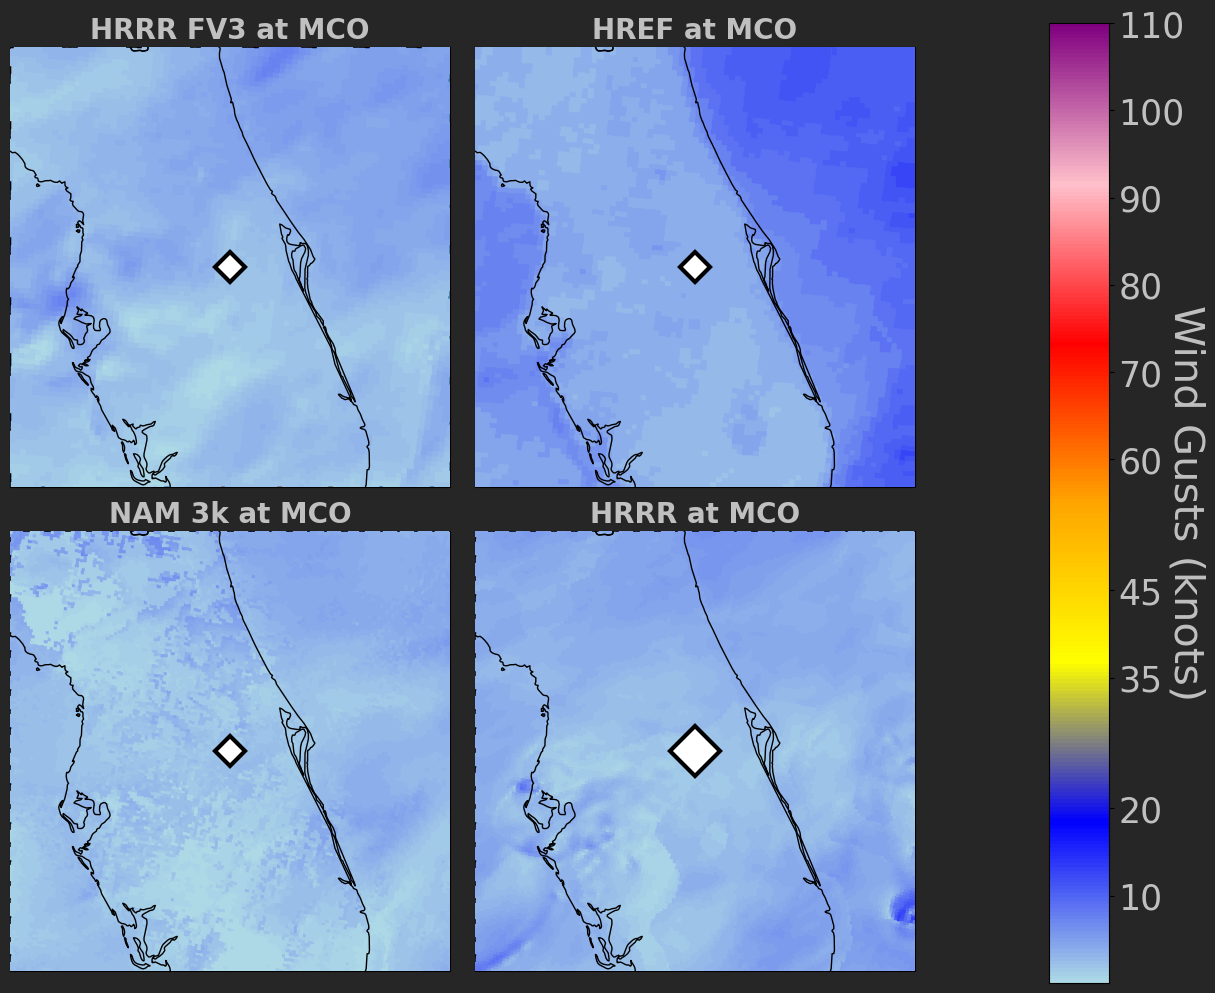 HRRR FV3 at MCO
HREF at MCO
NAM 3k at MCO
HRRR at MCO
110
100
90
80
70
60
45
35
20
10
Wind Gusts (knots)